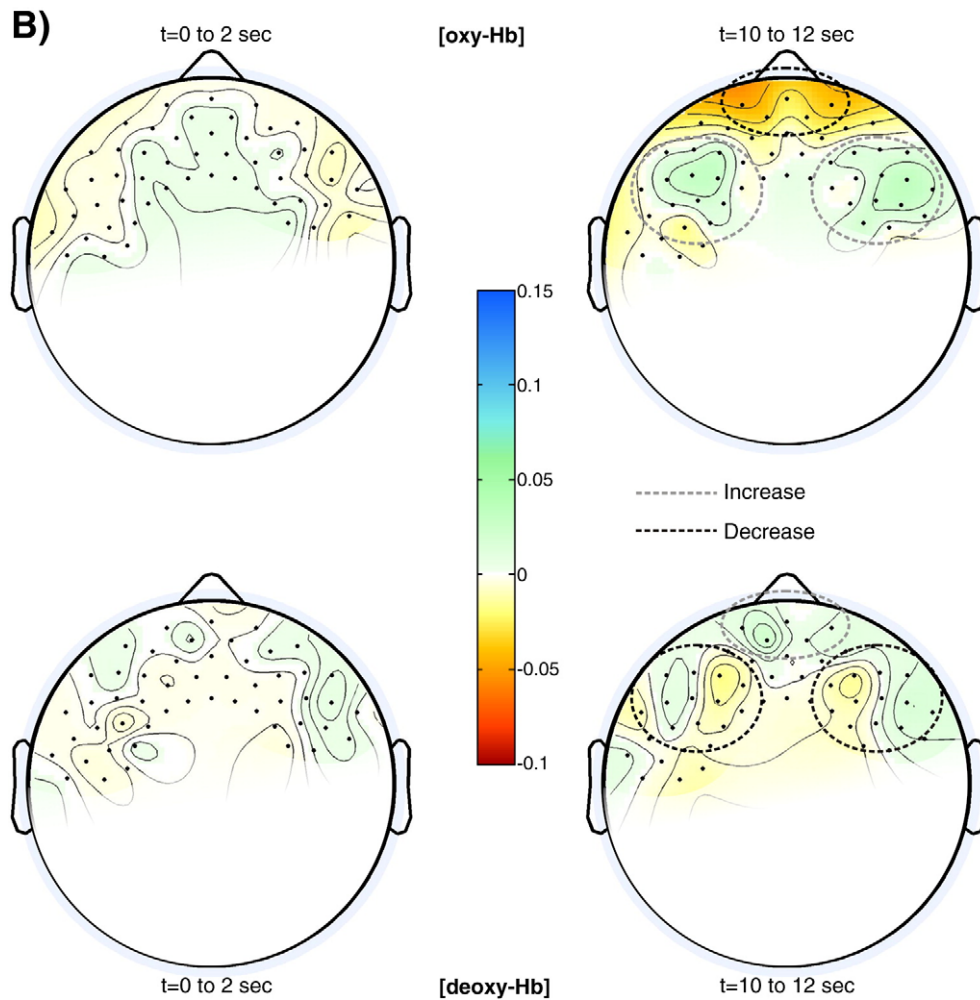 B)
t=0 to 2 sec
[oxy-Hb]
t=10 to 12 sec
0.15
0.1
0.05
0
-0.05
-0.1
Increase
Decrease
t=0 to 2 sec
[deoxy-Hb]
t=10 to 12 sec